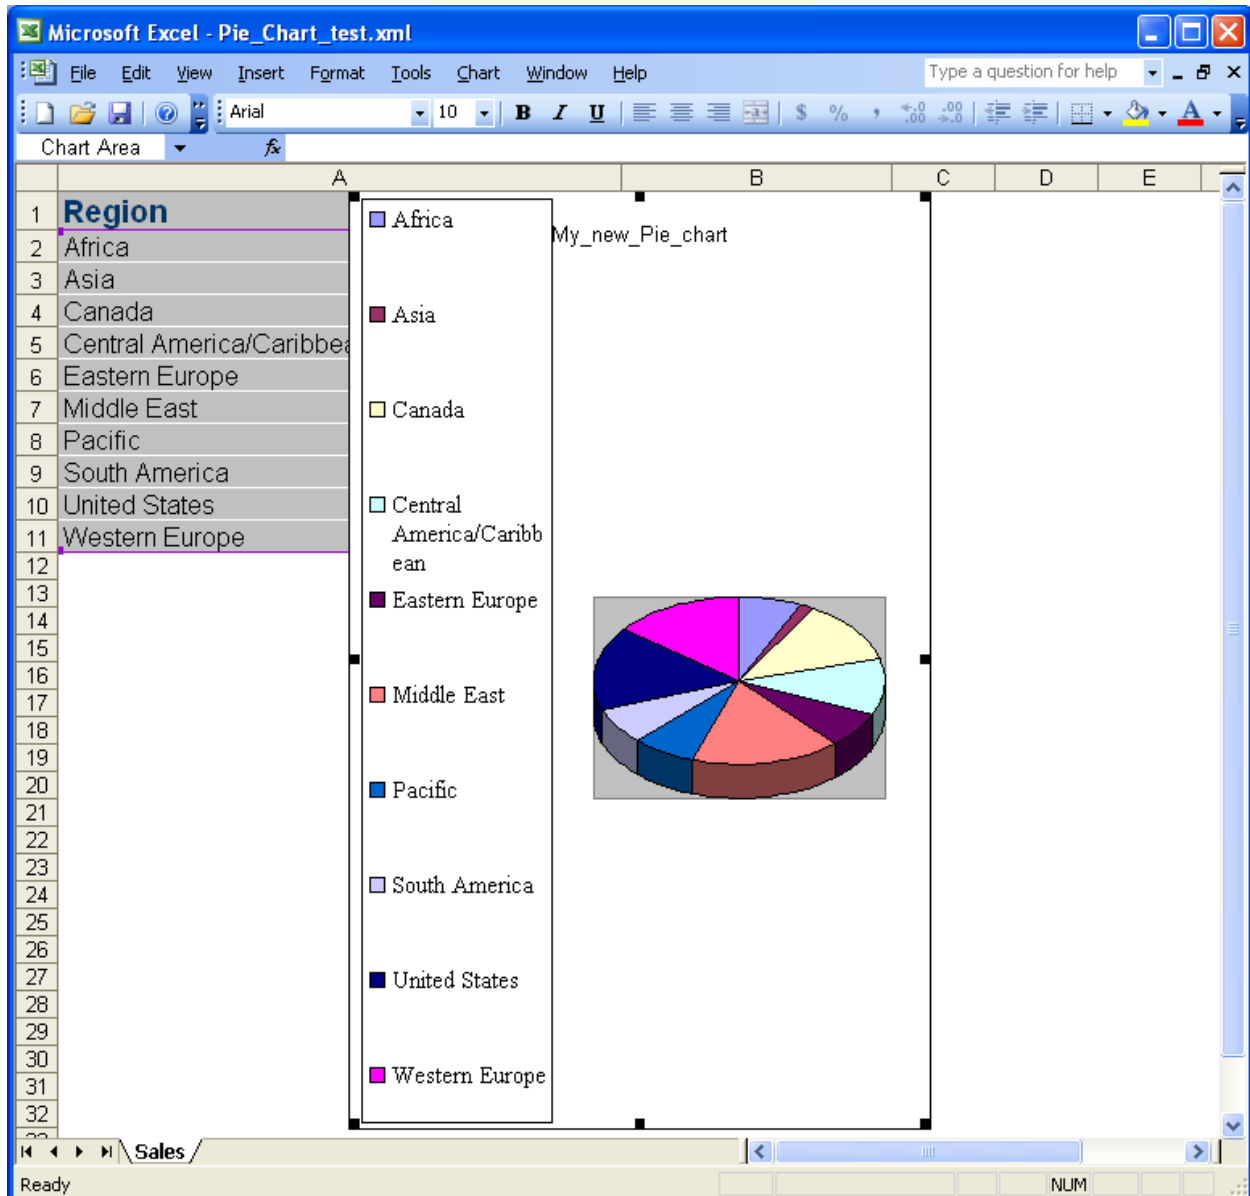 Microsoft Excel - Pie_Chart_test.xml
File Edit View Insert Format Tools Chart Window Help Type a question for help
Arial 10 B I U $ % , .00 .00 A
Chart Area fx
A B C D E
1 Region
2 Africa
3 Asia
4 Canada
5 Central America/Caribbea
6 Eastern Europe
7 Middle East
8 Pacific
9 South America
10 United States
11 Western Europe
12
13
14
15
16
17
18
19
20
21
22
23
24
25
26
27
28
29
30
31
32
My_new_Pie_chart
Africa
Asia
Canada
Central
America/Caribb
ean
Eastern Europe
Middle East
Pacific
South America
United States
Western Europe
Sales
Ready NUM